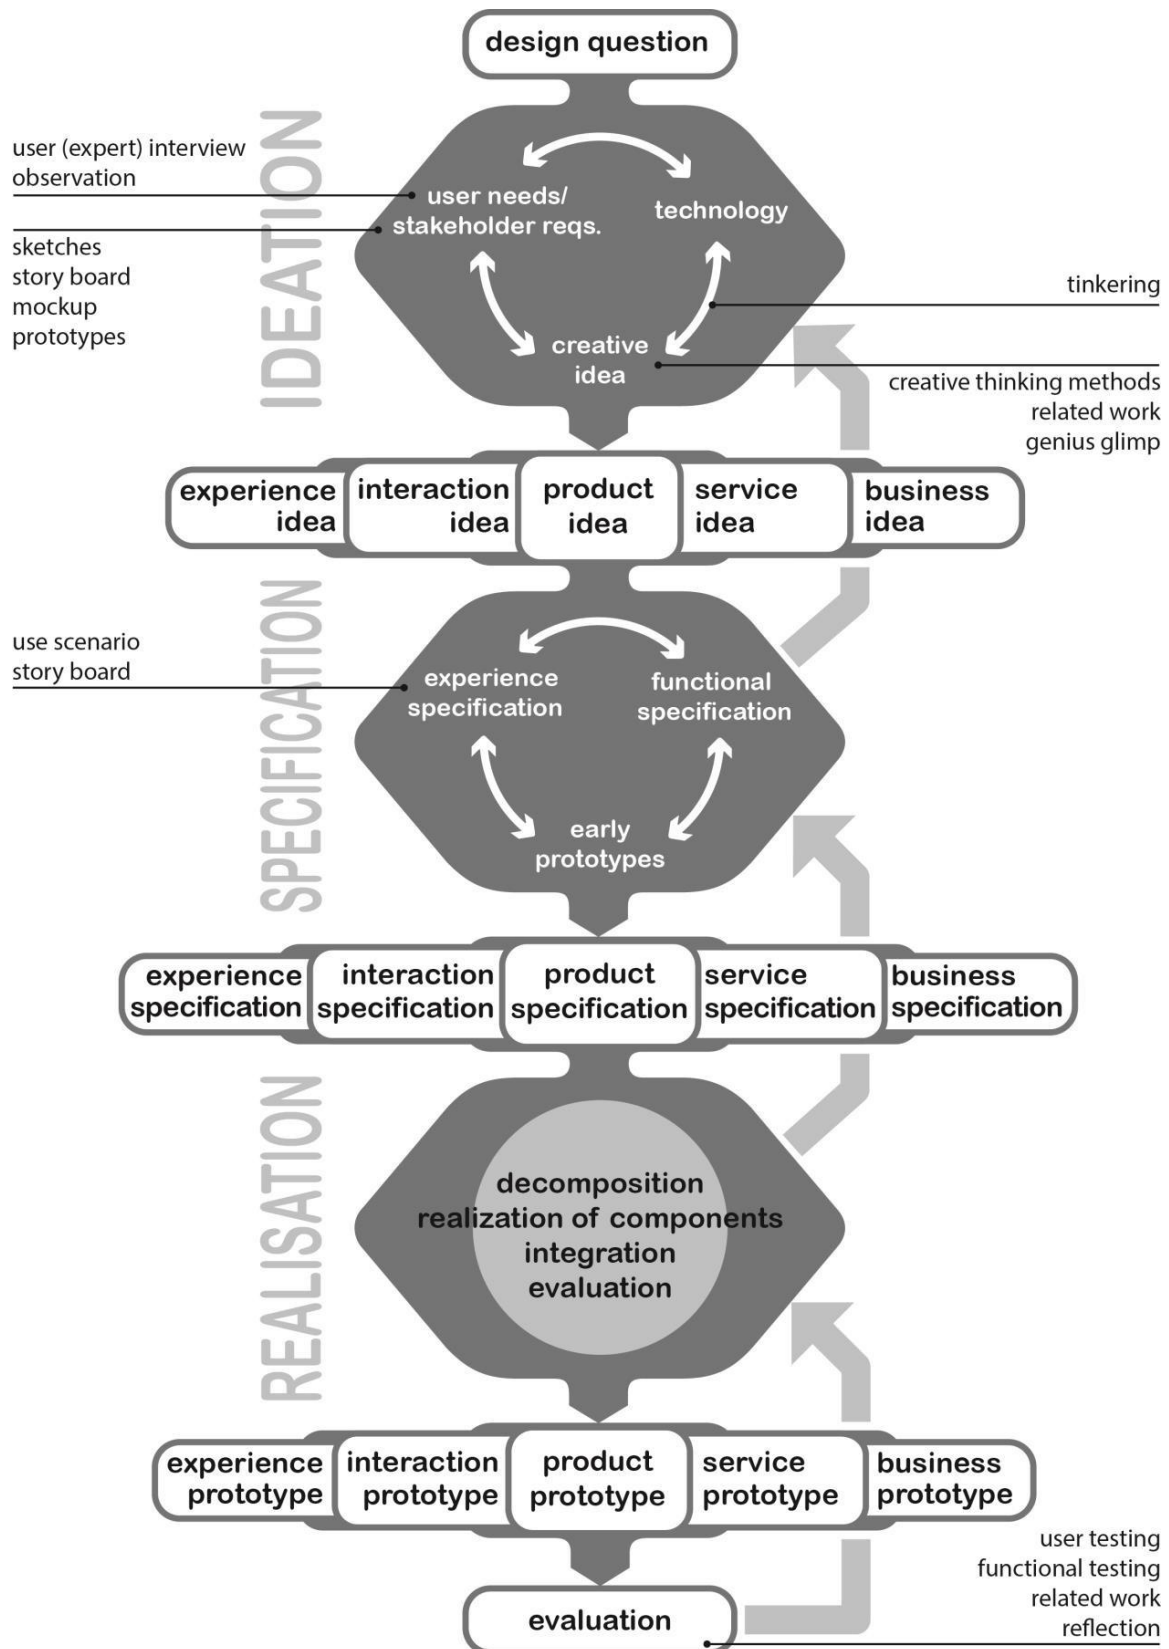 design question
IDEATION
user (expert) interview
observation
sketches
story board
mockup
prototypes
user needs/
stakeholder reqs.
technology
creative
idea
tinkering
creative thinking methods
related work
genius glimp
experience
idea
interaction
idea
product
idea
service
idea
business
idea
SPECIFICATION
use scenario
story board
experience
specification
functional
specification
early
prototypes
experience
specification
interaction
specification
product
specification
service
specification
business
specification
REALISATION
decomposition
realization of components
integration
evaluation
experience
prototype
interaction
prototype
product
prototype
service
prototype
business
prototype
evaluation
user testing
functional testing
related work
reflection